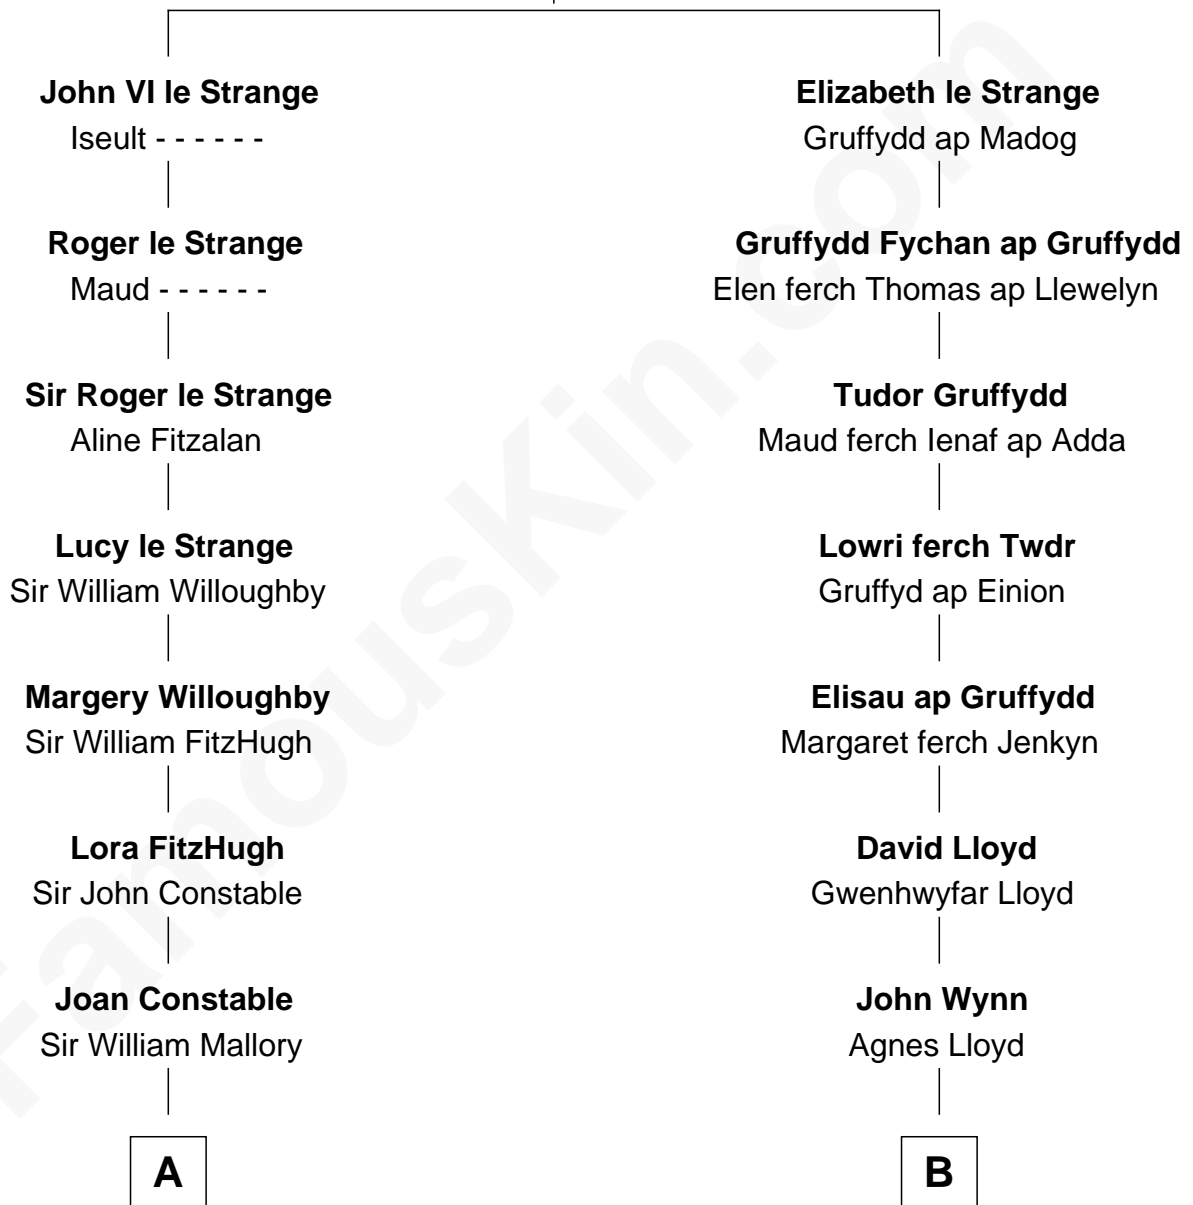 John VI le Strange
Iseult - - - - - -
Roger le Strange
Maud - - - - - -
Sir Roger le Strange
Aline Fitzalan
Lucy le Strange
Sir William Willoughby
Margery Willoughby
Sir William FitzHugh
Lora FitzHugh
Sir John Constable
Joan Constable
Sir William Mallory
A
Elizabeth le Strange
Gruffydd ap Madog
Gruffydd Fychan ap Gruffydd
Elen ferch Thomas ap Llewelyn
Tudor Gruffydd
Maud ferch Ienaf ap Adda
Lowri ferch Twdr
Gruffyd ap Einion
Elisau ap Gruffydd
Margaret ferch Jenkyn
David Lloyd
Gwenhwyfar Lloyd
John Wynn
Agnes Lloyd
B
FamousKin.com